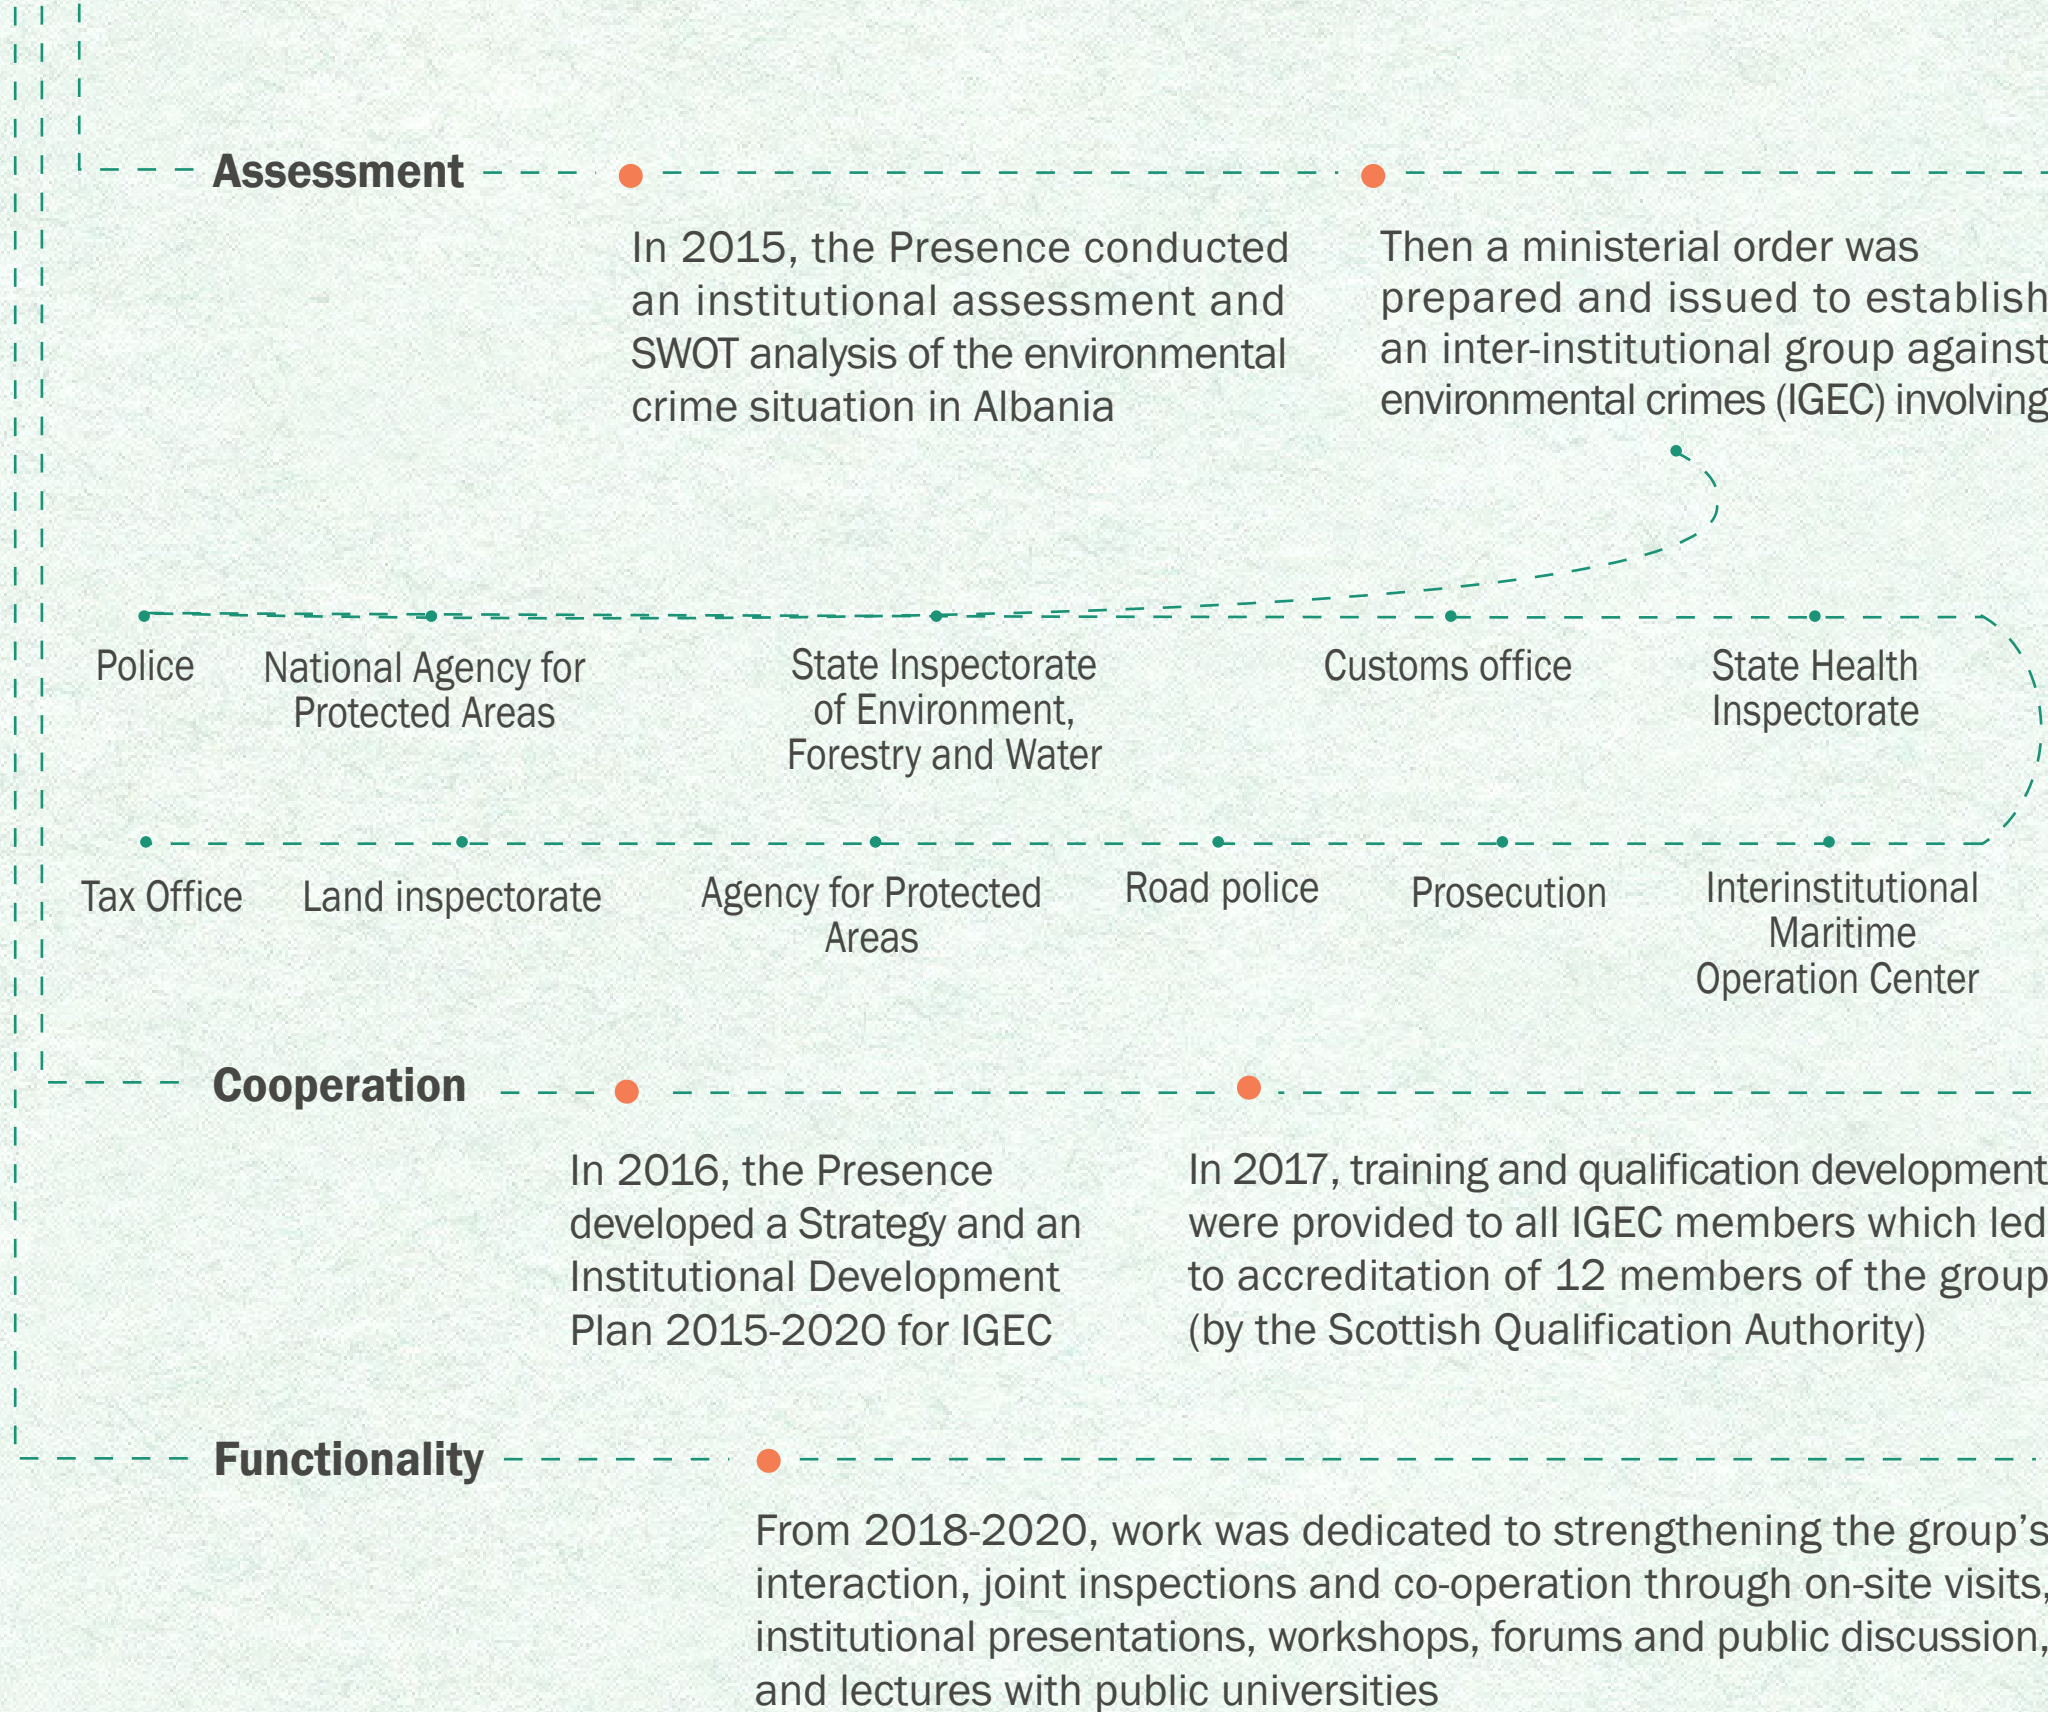 Assessment
In 2015, the Presence conducted
an institutional assessment and
SWOT analysis of the environmental
crime situation in Albania
Then a ministerial order was
prepared and issued to establish
an inter-institutional group against
environmental crimes (IGEC) involving
Police
National Agency for
Protected Areas
State Inspectorate
of Environment,
Forestry and Water
Customs office
State Health
Inspectorate
Tax Office
Land inspectorate
Agency for Protected
Areas
Road police
Prosecution
Interinstitutional
Maritime
Operation Center
Cooperation
In 2016, the Presence
developed a Strategy and an
Institutional Development
Plan 2015-2020 for IGEC
In 2017, training and qualification development
were provided to all IGEC members which led
to accreditation of 12 members of the group
(by the Scottish Qualification Authority)
Functionality
From 2018-2020, work was dedicated to strengthening the group’s
interaction, joint inspections and co-operation through on-site visits,
institutional presentations, workshops, forums and public discussion,
and lectures with public universities